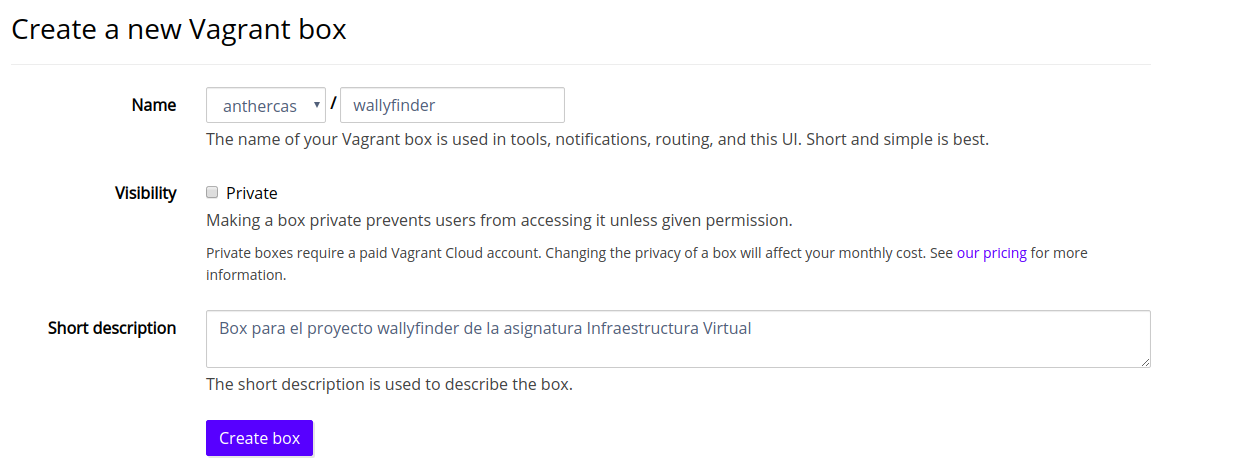 Create a new Vagrant box
Name anthercas / wallyfinder
The name of your Vagrant box is used in tools, notifications, routing, and this UI. Short and simple is best.
Visibility Private
Making a box private prevents users from accessing it unless given permission.
Private boxes require a paid Vagrant Cloud account. Changing the privacy of a box will affect your monthly cost. See our pricing for more
information.
Short description Box para el proyecto wallyfinder de la asignatura Infraestructura Virtual
The short description is used to describe the box.
Create box